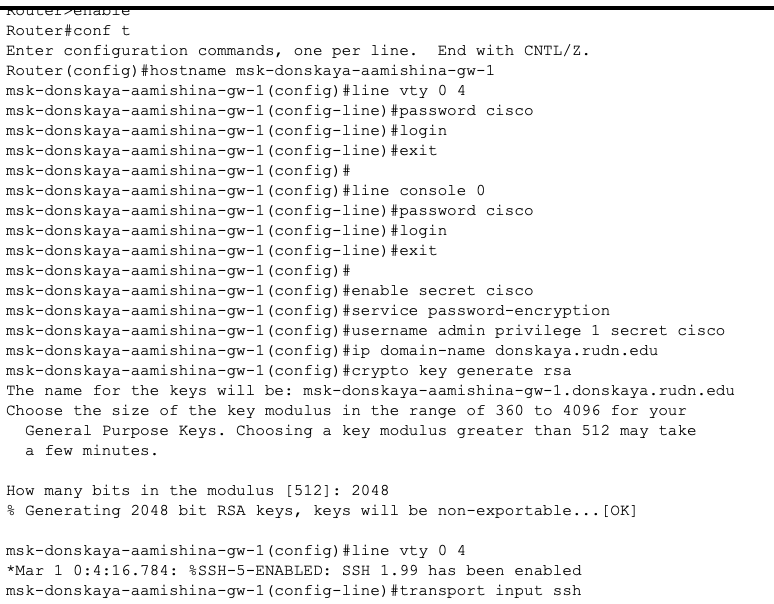 Router>enable
Router#conf t
Enter configuration commands, one per line.  End with CNTL/Z.
Router(config)#hostname msk-donskaya-aamishina-gw-1
msk-donskaya-aamishina-gw-1(config)#line vty 0 4
msk-donskaya-aamishina-gw-1(config-line)#password cisco
msk-donskaya-aamishina-gw-1(config-line)#login
msk-donskaya-aamishina-gw-1(config-line)#exit
msk-donskaya-aamishina-gw-1(config)#
msk-donskaya-aamishina-gw-1(config)#line console 0
msk-donskaya-aamishina-gw-1(config-line)#password cisco
msk-donskaya-aamishina-gw-1(config-line)#login
msk-donskaya-aamishina-gw-1(config-line)#exit
msk-donskaya-aamishina-gw-1(config)#
msk-donskaya-aamishina-gw-1(config)#enable secret cisco
msk-donskaya-aamishina-gw-1(config)#service password-encryption
msk-donskaya-aamishina-gw-1(config)#username admin privilege 1 secret cisco
msk-donskaya-aamishina-gw-1(config)#ip domain-name donskaya.rudn.edu
msk-donskaya-aamishina-gw-1(config)#crypto key generate rsa
The name for the keys will be: msk-donskaya-aamishina-gw-1.donskaya.rudn.edu
Choose the size of the key modulus in the range of 360 to 4096 for your
  General Purpose Keys. Choosing a key modulus greater than 512 may take
  a few minutes.

How many bits in the modulus [512]: 2048
% Generating 2048 bit RSA keys, keys will be non-exportable...[OK]

msk-donskaya-aamishina-gw-1(config)#line vty 0 4
*Mar 1 0:4:16.784: %SSH-5-ENABLED: SSH 1.99 has been enabled
msk-donskaya-aamishina-gw-1(config-line)#transport input ssh